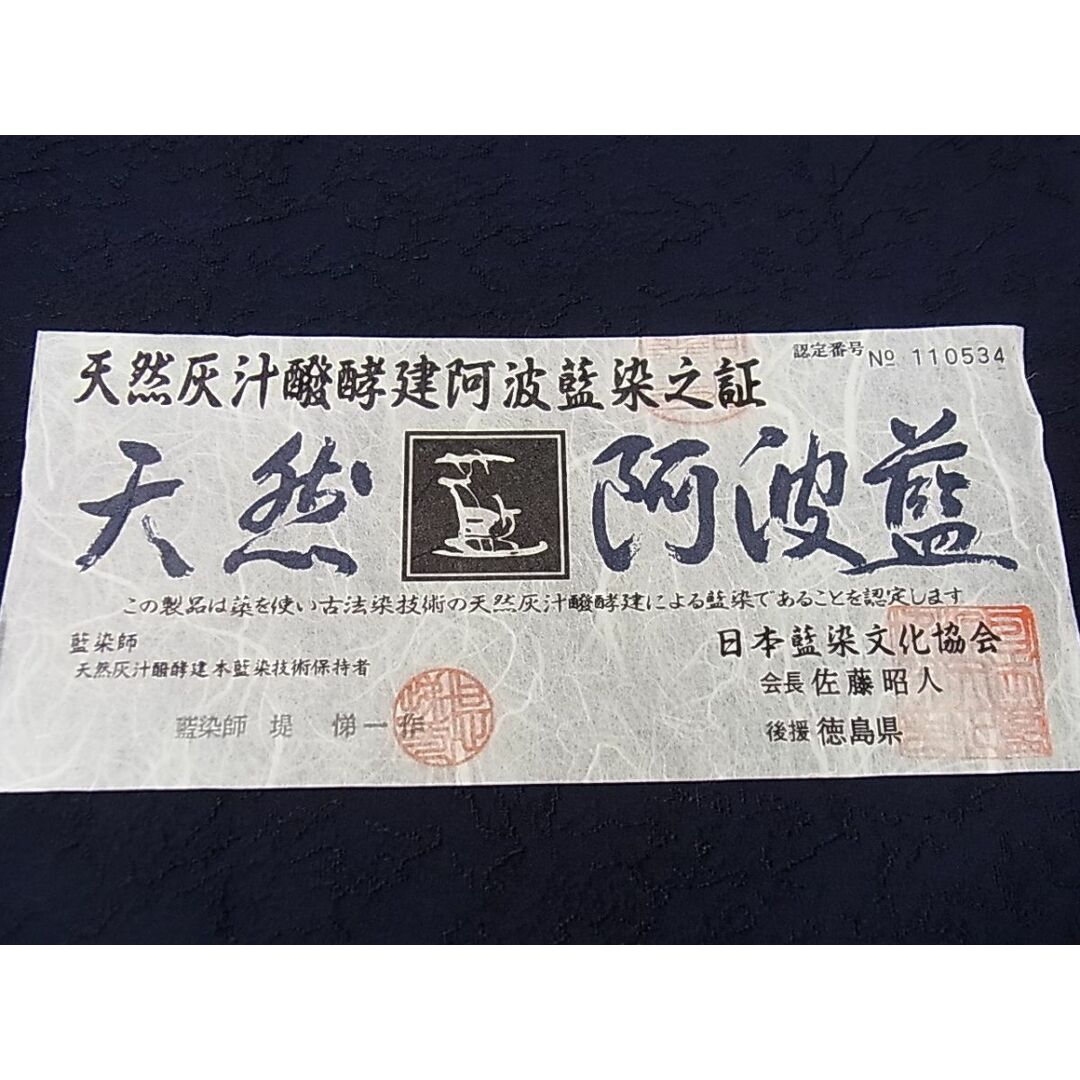 天然灰汁醗酵建阿波藍染之証
認定番号 № 110534
天然 阿波藍
この製品は蒅を使い古法染技術の天然灰汁醗酵建による藍染であることを認定します
藍染師
天然灰汁醗酵建本藍染技術保持者
藍染師 堤 悌一 作
日本藍染文化協会
会長 佐藤昭人
後援 徳島県